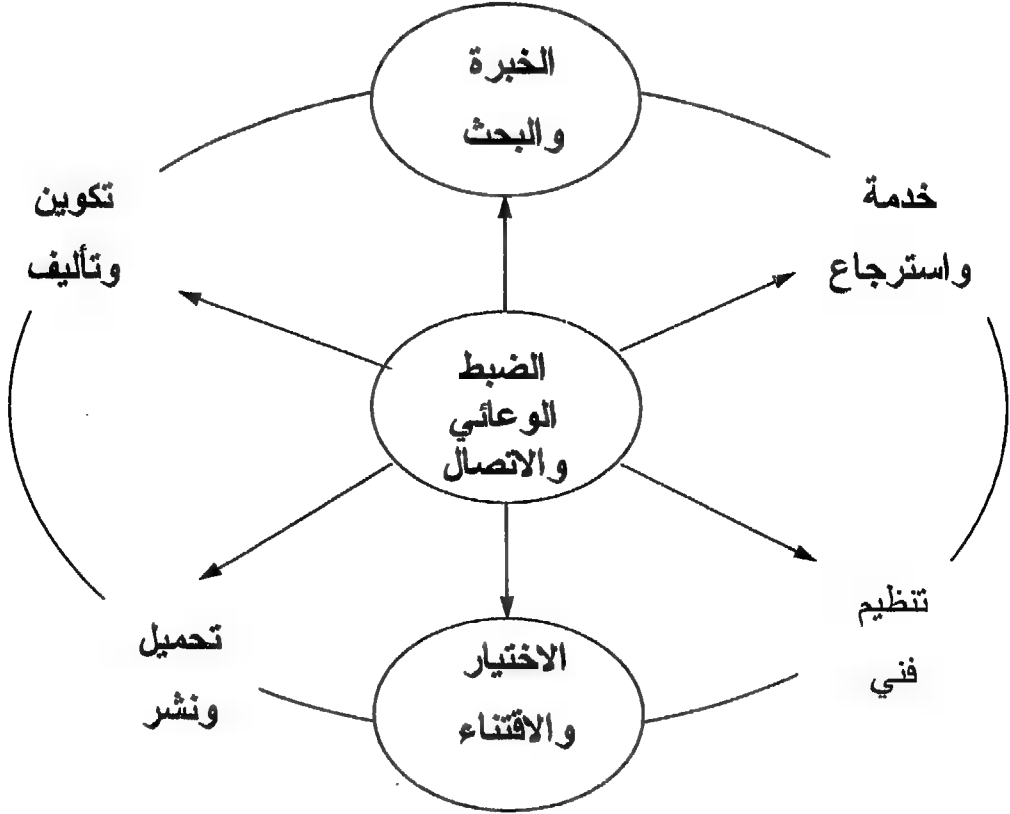 الخبرة
والبحث
خدمة
واسترجاع
تكوين
وتأليف
الضبط
الوعائي
والاتصال
تنظيم
فني
تحميل
ونشر
الاختيار
والاقتناء